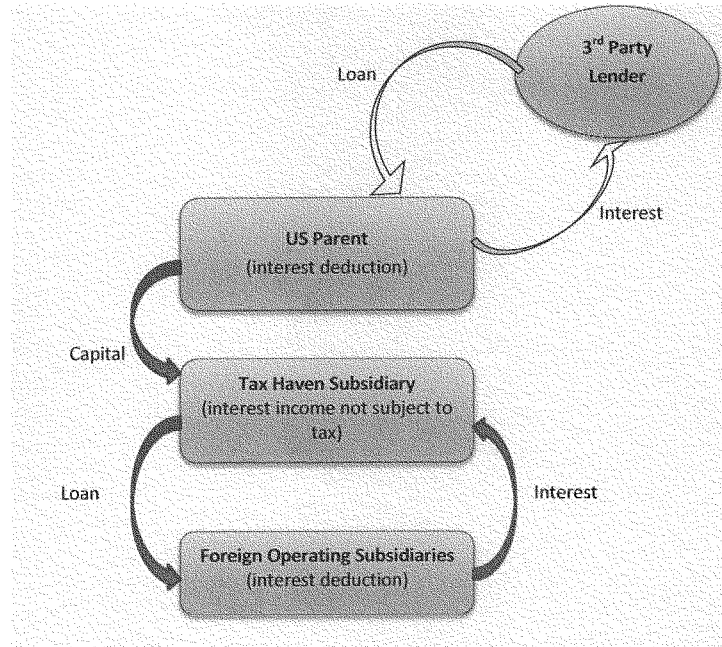 3rd Party
Lender
Loan
Interest
US Parent
(interest deduction)
Capital
Tax Haven Subsidiary
(interest income not subject to
tax)
Loan
Interest
Foreign Operating Subsidiaries
(interest deduction)